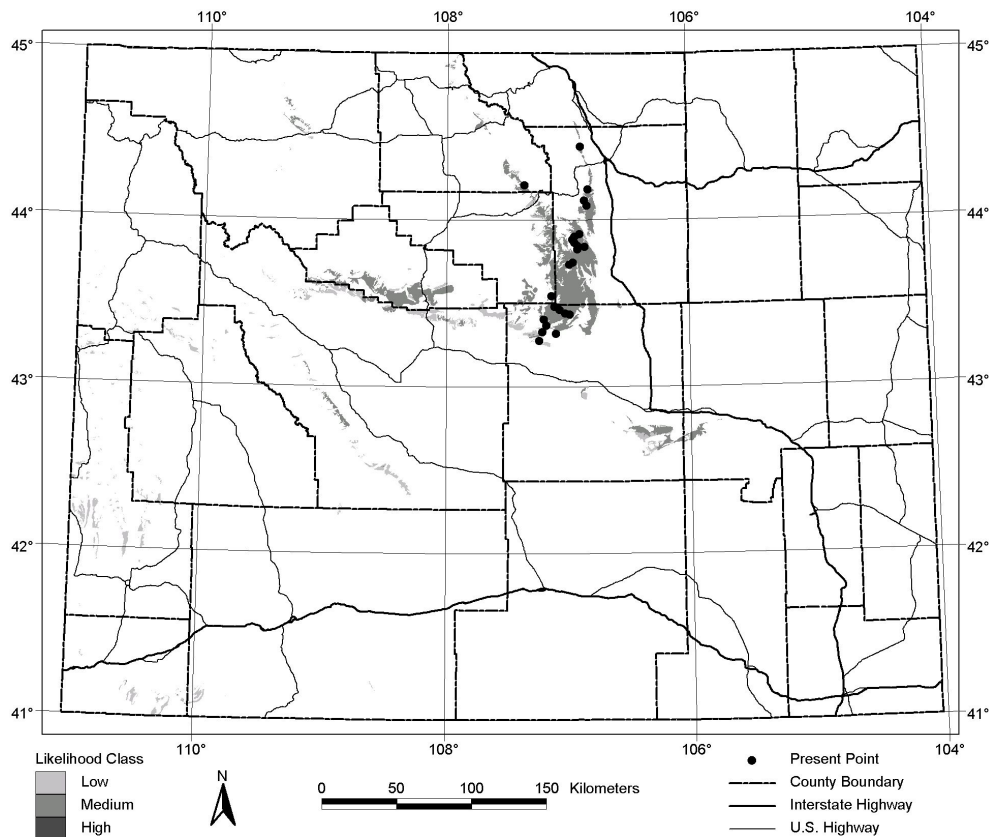 110° 108° 106° 104°
45° 45°
44° 44°
43° 43°
42° 42°
41° 41°
110° 108° 106° 104°
Likelihood Class
Low
Medium
High
N
0 50 100 150 Kilometers
Present Point
County Boundary
Interstate Highway
U.S. Highway